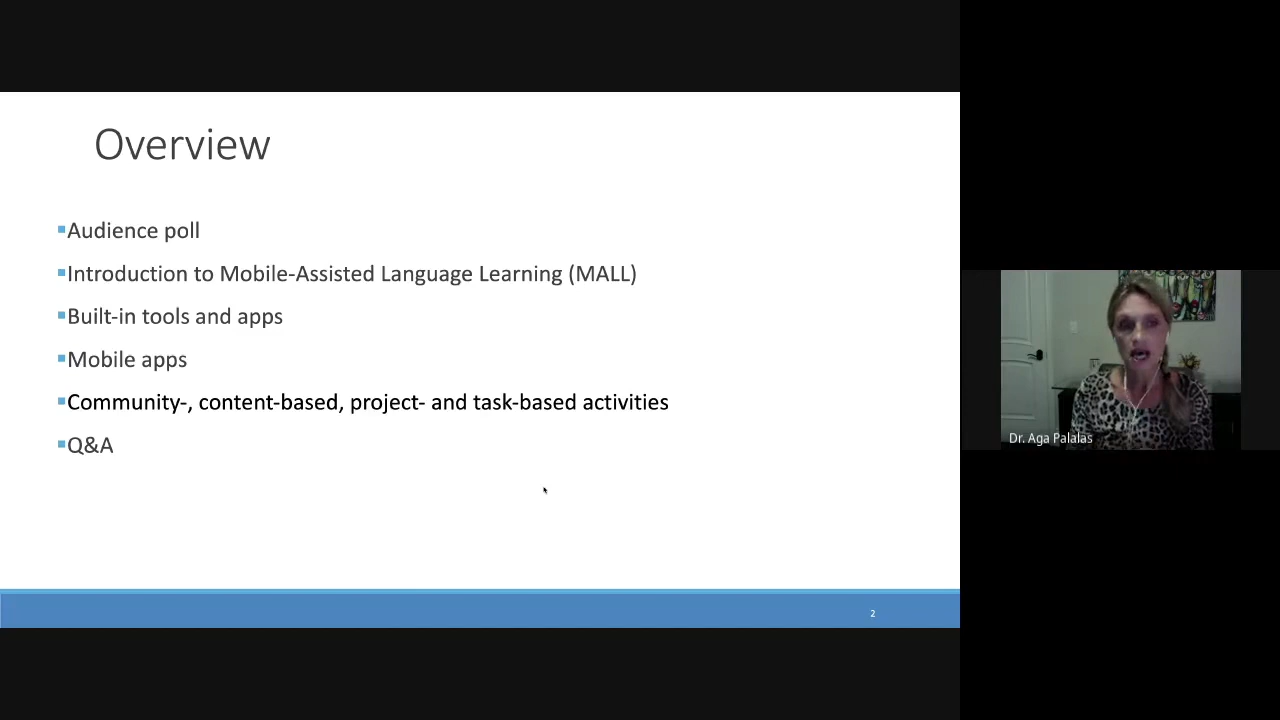 Overview
▪Audience poll
▪Introduction to Mobile-Assisted Language Learning (MALL)
▪Built-in tools and apps
▪Mobile apps
▪Community-, content-based, project- and task-based activities
▪Q&A
2
Dr. Aga Palalas